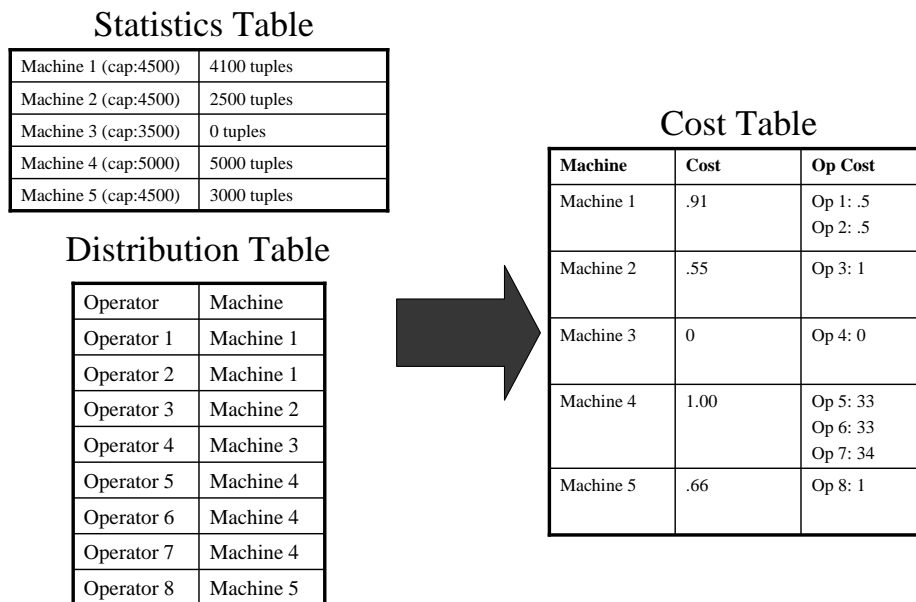 Statistics Table
Machine 1 (cap:4500) 4100 tuples
Machine 2 (cap:4500) 2500 tuples
Machine 3 (cap:3500) 0 tuples
Machine 4 (cap:5000) 5000 tuples
Machine 5 (cap:4500) 3000 tuples
Distribution Table
Operator Machine
Operator 1 Machine 1
Operator 2 Machine 1
Operator 3 Machine 2
Operator 4 Machine 3
Operator 5 Machine 4
Operator 6 Machine 4
Operator 7 Machine 4
Operator 8 Machine 5
Cost Table
Machine Cost Op Cost
Machine 1 .91 Op 1: .5
Op 2: .5
Machine 2 .55 Op 3: 1
Machine 3 0 Op 4: 0
Machine 4 1.00 Op 5: 33
Op 6: 33
Op 7: 34
Machine 5 .66 Op 8: 1